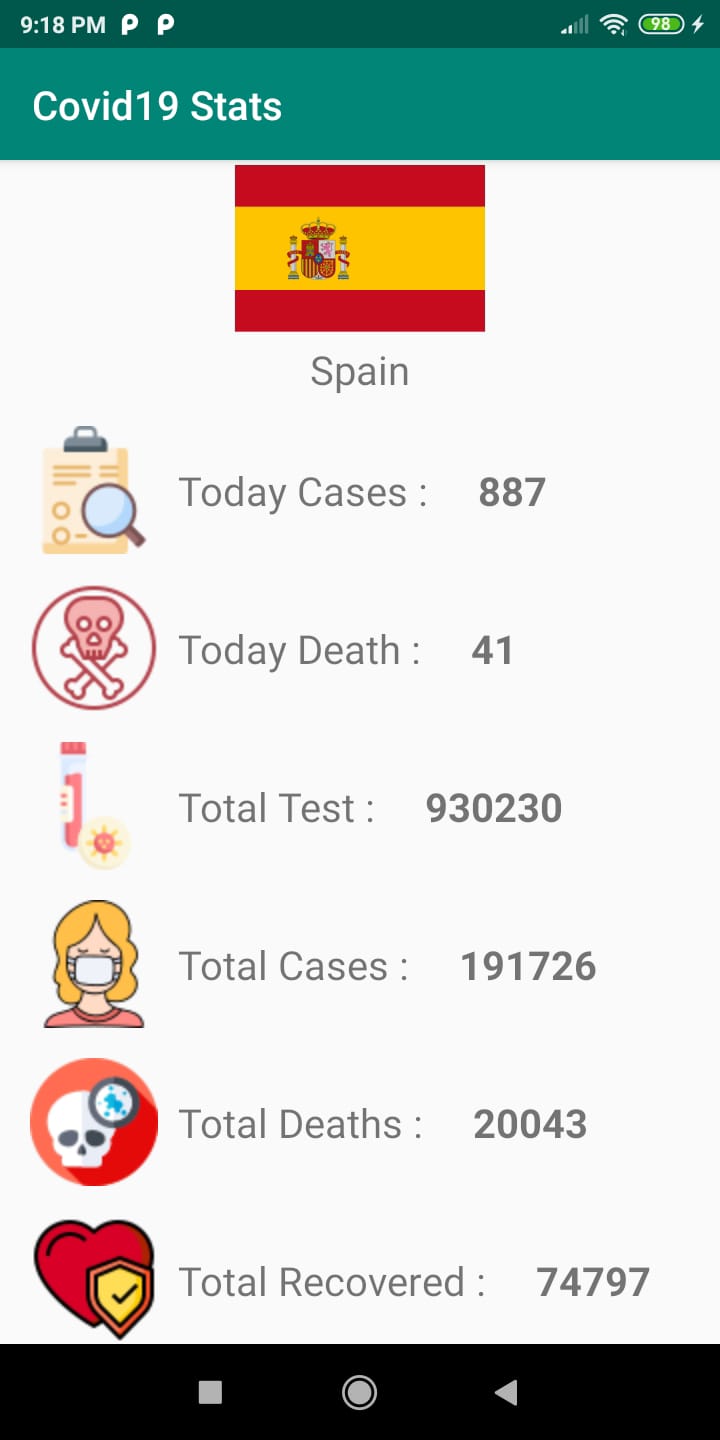 9:18 PM P P 98
Covid19 Stats
Spain
Today Cases : 887
Today Death : 41
Total Test : 930230
Total Cases : 191726
Total Deaths : 20043
Total Recovered : 74797